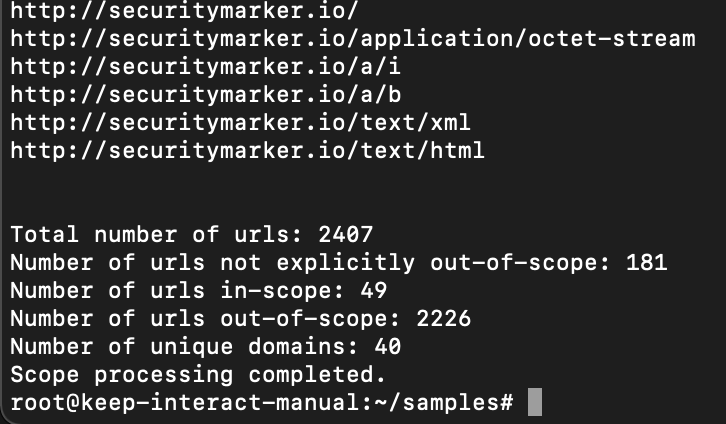 http://securitymarker.io/
http://securitymarker.io/application/octet-stream
http://securitymarker.io/a/i
http://securitymarker.io/a/b
http://securitymarker.io/text/xml
http://securitymarker.io/text/html
Total number of urls: 2407
Number of urls not explicitly out-of-scope: 181
Number of urls in-scope: 49
Number of urls out-of-scope: 2226
Number of unique domains: 40
Scope processing completed.
root@keep-interact-manual:~/samples#